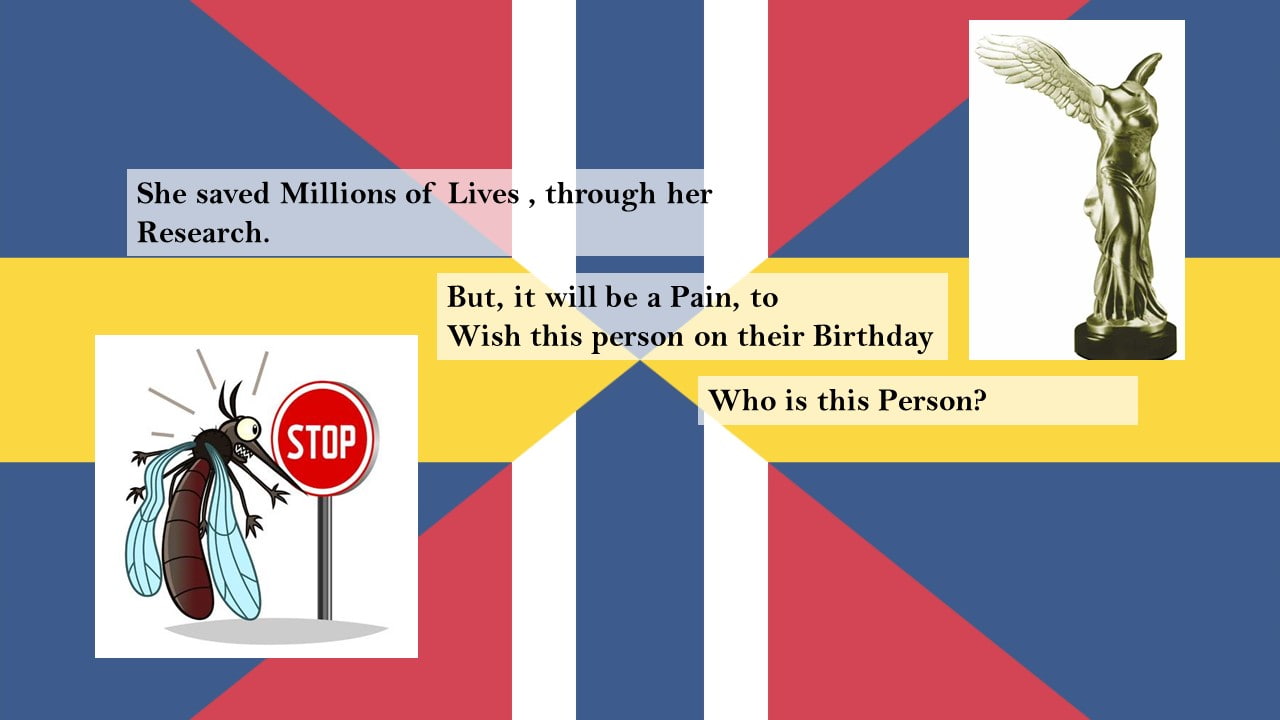 She saved Millions of Lives , through her
Research.
But, it will be a Pain, to
Wish this person on their Birthday
Who is this Person?
STOP